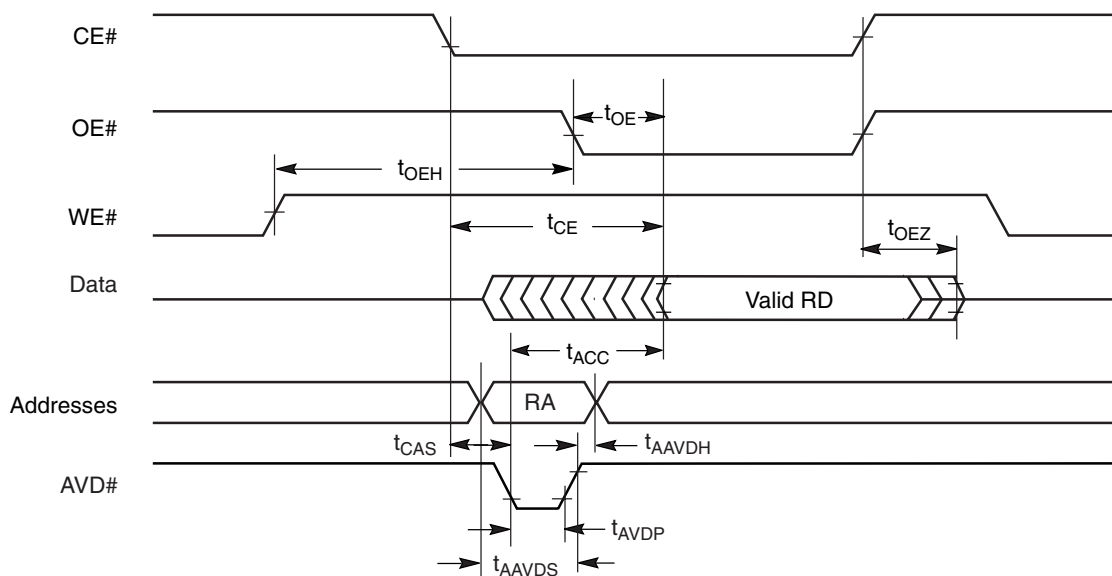 CE#
OE#
tOE
tOEH
WE#
tCE
tOEZ
Data
Valid RD
tACC
Addresses
RA
tCAS
tAAVDH
AVD#
tAVDP
tAAVDS